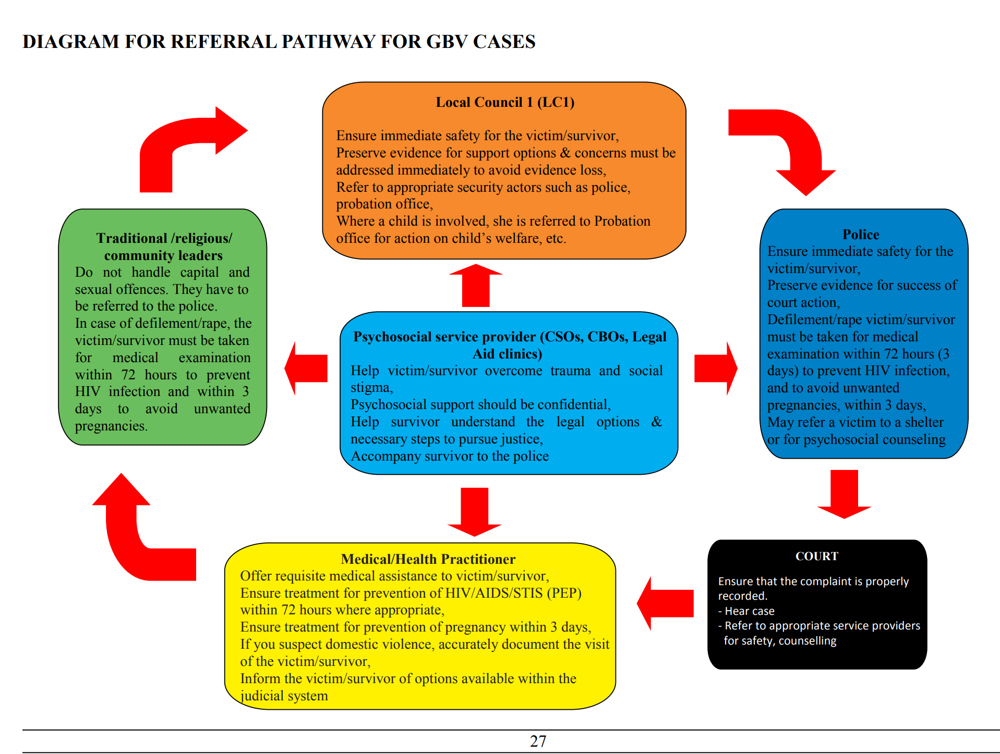 DIAGRAM FOR REFERRAL PATHWAY FOR GBV CASES
Local Council 1 (LC1)
Ensure immediate safety for the victim/survivor,
Preserve evidence for support options & concerns must be
addressed immediately to avoid evidence loss,
Refer to appropriate security actors such as police,
probation office,
Where a child is involved, she is referred to Probation
office for action on child’s welfare, etc.
Traditional /religious/
community leaders
Do not handle capital and
sexual offences. They have to
be referred to the police.
In case of defilement/rape, the
victim/survivor must be taken
for medical examination
within 72 hours to prevent
HIV infection and within 3
days to avoid unwanted
pregnancies.
Psychosocial service provider (CSOs, CBOs, Legal
Aid clinics)
Help victim/survivor overcome trauma and social
stigma,
Psychosocial support should be confidential,
Help survivor understand the legal options &
necessary steps to pursue justice,
Accompany survivor to the police
Police
Ensure immediate safety for the
victim/survivor,
Preserve evidence for success of
court action,
Defilement/rape victim/survivor
must be taken for medical
examination within 72 hours (3
days) to prevent HIV infection,
and to avoid unwanted
pregnancies, within 3 days,
May refer a victim to a shelter
or for psychosocial counseling
Medical/Health Practitioner
Offer requisite medical assistance to victim/survivor,
Ensure treatment for prevention of HIV/AIDS/STIS (PEP)
within 72 hours where appropriate,
Ensure treatment for prevention of pregnancy within 3 days,
If you suspect domestic violence, accurately document the visit
of the victim/survivor,
Inform the victim/survivor of options available within the
judicial system
COURT
Ensure that the complaint is properly
recorded.
- Hear case
- Refer to appropriate service providers
for safety, counselling
27